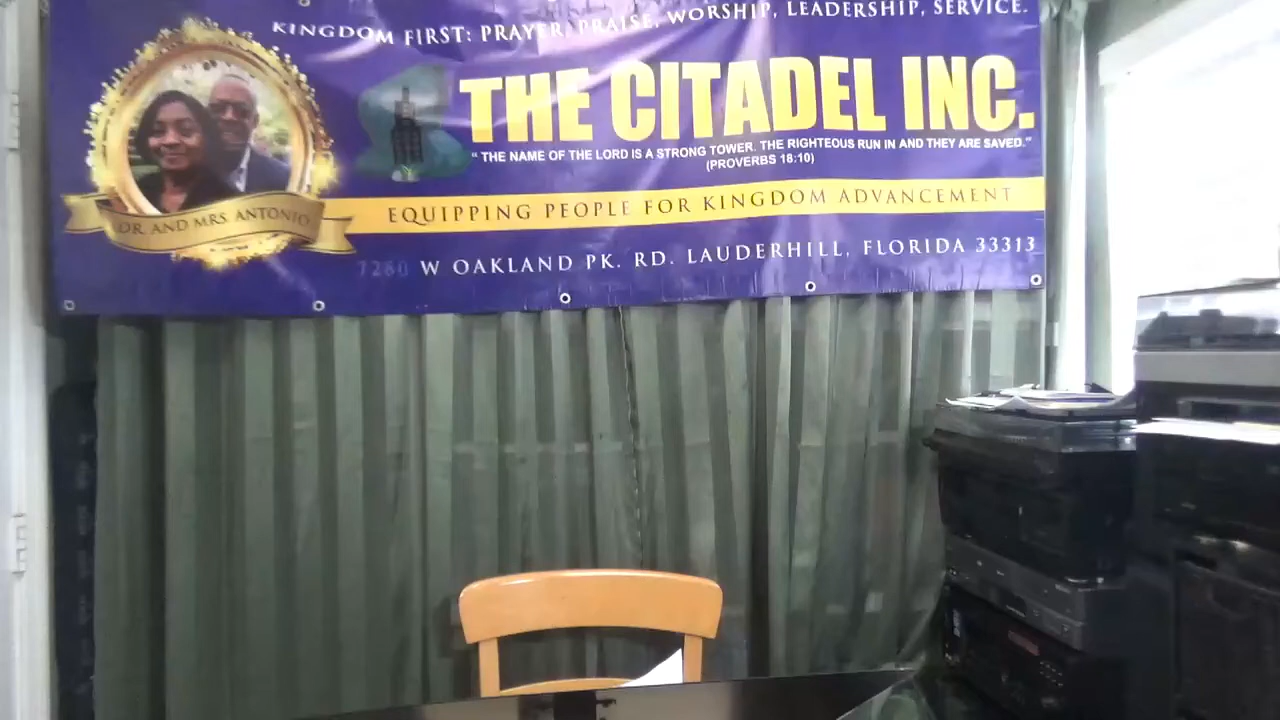 KINGDOM FIRST: PRAYER, PRAISE, WORSHIP, LEADERSHIP, SERVICE.
THE CITADEL INC.
“ THE NAME OF THE LORD IS A STRONG TOWER. THE RIGHTEOUS RUN IN AND THEY ARE SAVED.”
(PROVERBS 18:10)
DR. AND MRS. ANTONIO
EQUIPPING PEOPLE FOR KINGDOM ADVANCEMENT
7280 W OAKLAND PK. RD. LAUDERHILL, FLORIDA 33313